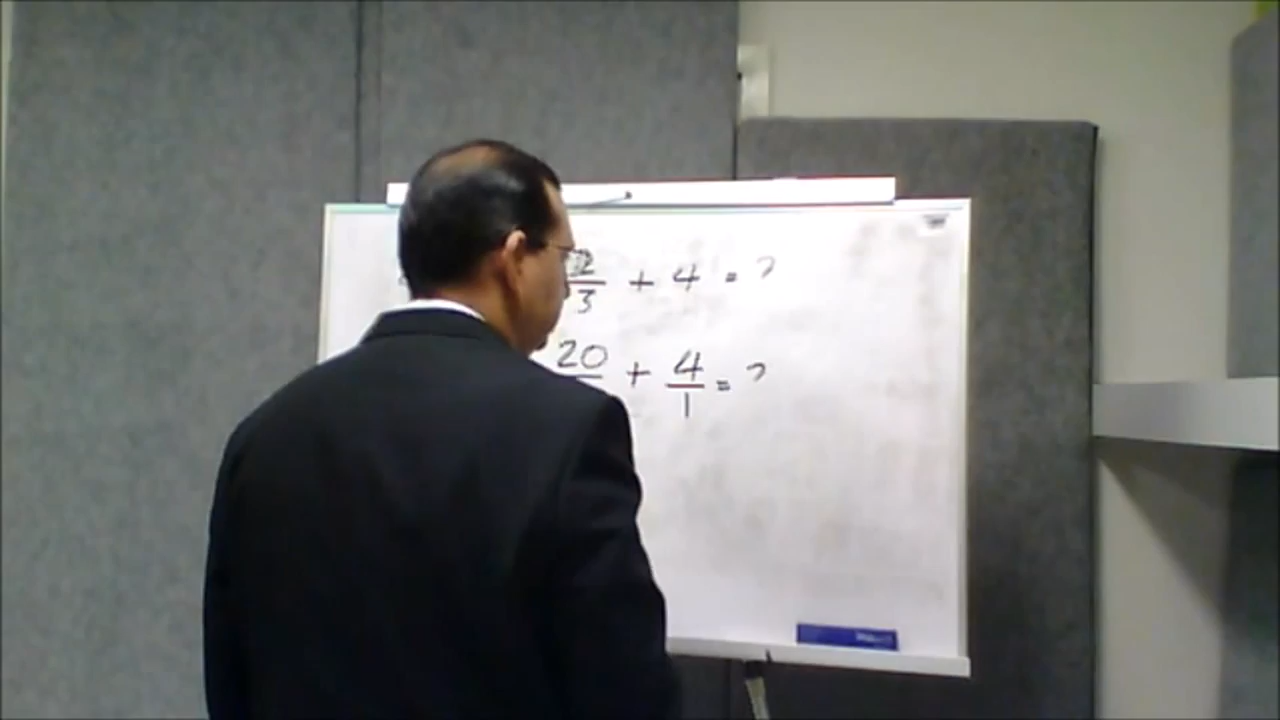 2/3 + 4 = ?
20 + 4/1 = ?